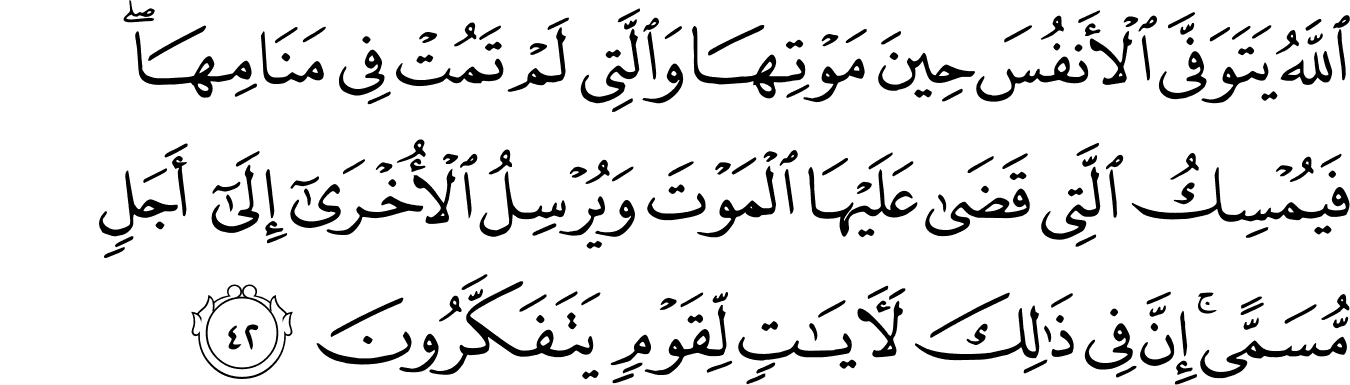 ٱللَّهُ يَتَوَفَّى ٱلْأَنفُسَ حِينَ مَوْتِهَا وَٱلَّتِى لَمْ تَمُتْ فِى مَنَامِهَا ۖ
فَيُمْسِكُ ٱلَّتِى قَضَىٰ عَلَيْهَا ٱلْمَوْتَ وَيُرْسِلُ ٱلْأُخْرَىٰٓ إِلَىٰٓ أَجَلٍ
مُّسَمًّى ۚ إِنَّ فِى ذَٰلِكَ لَـَٔايَـٰتٍ لِّقَوْمٍ يَتَفَكَّرُونَ ٤٢